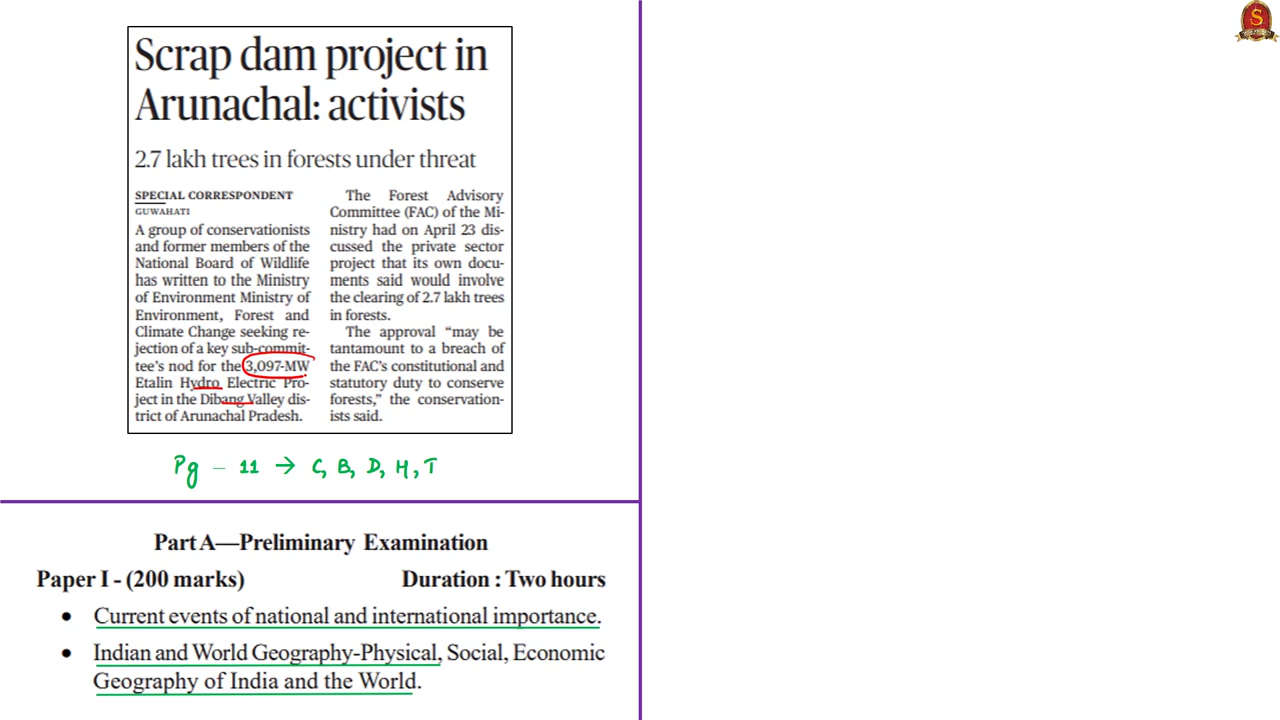 Scrap dam project in
Arunachal: activists
2.7 lakh trees in forests under threat
SPECIAL CORRESPONDENT
GUWAHATI
A group of conservationists
and former members of the
National Board of Wildlife
has written to the Ministry
of Environment Ministry of
Environment, Forest and
Climate Change seeking re-
jection of a key sub-commit-
tee's nod for the 3,097-MW
Etalin Hydro Electric Pro-
ject in the Dibang Valley dis-
trict of Arunachal Pradesh.
The Forest Advisory
Committee (FAC) of the Mi-
nistry had on April 23 dis-
cussed the private sector
project that its own docu-
ments said would involve
the clearing of 2.7 lakh trees
in forests.
The approval “may be
tantamount to a breach of
the FAC's constitutional and
statutory duty to conserve
forests,” the conservation-
ists said.
Pg - 11 → C, B, D, H, T
Part A—Preliminary Examination
Paper I - (200 marks) Duration : Two hours
• Current events of national and international importance.
• Indian and World Geography-Physical, Social, Economic
Geography of India and the World.
S